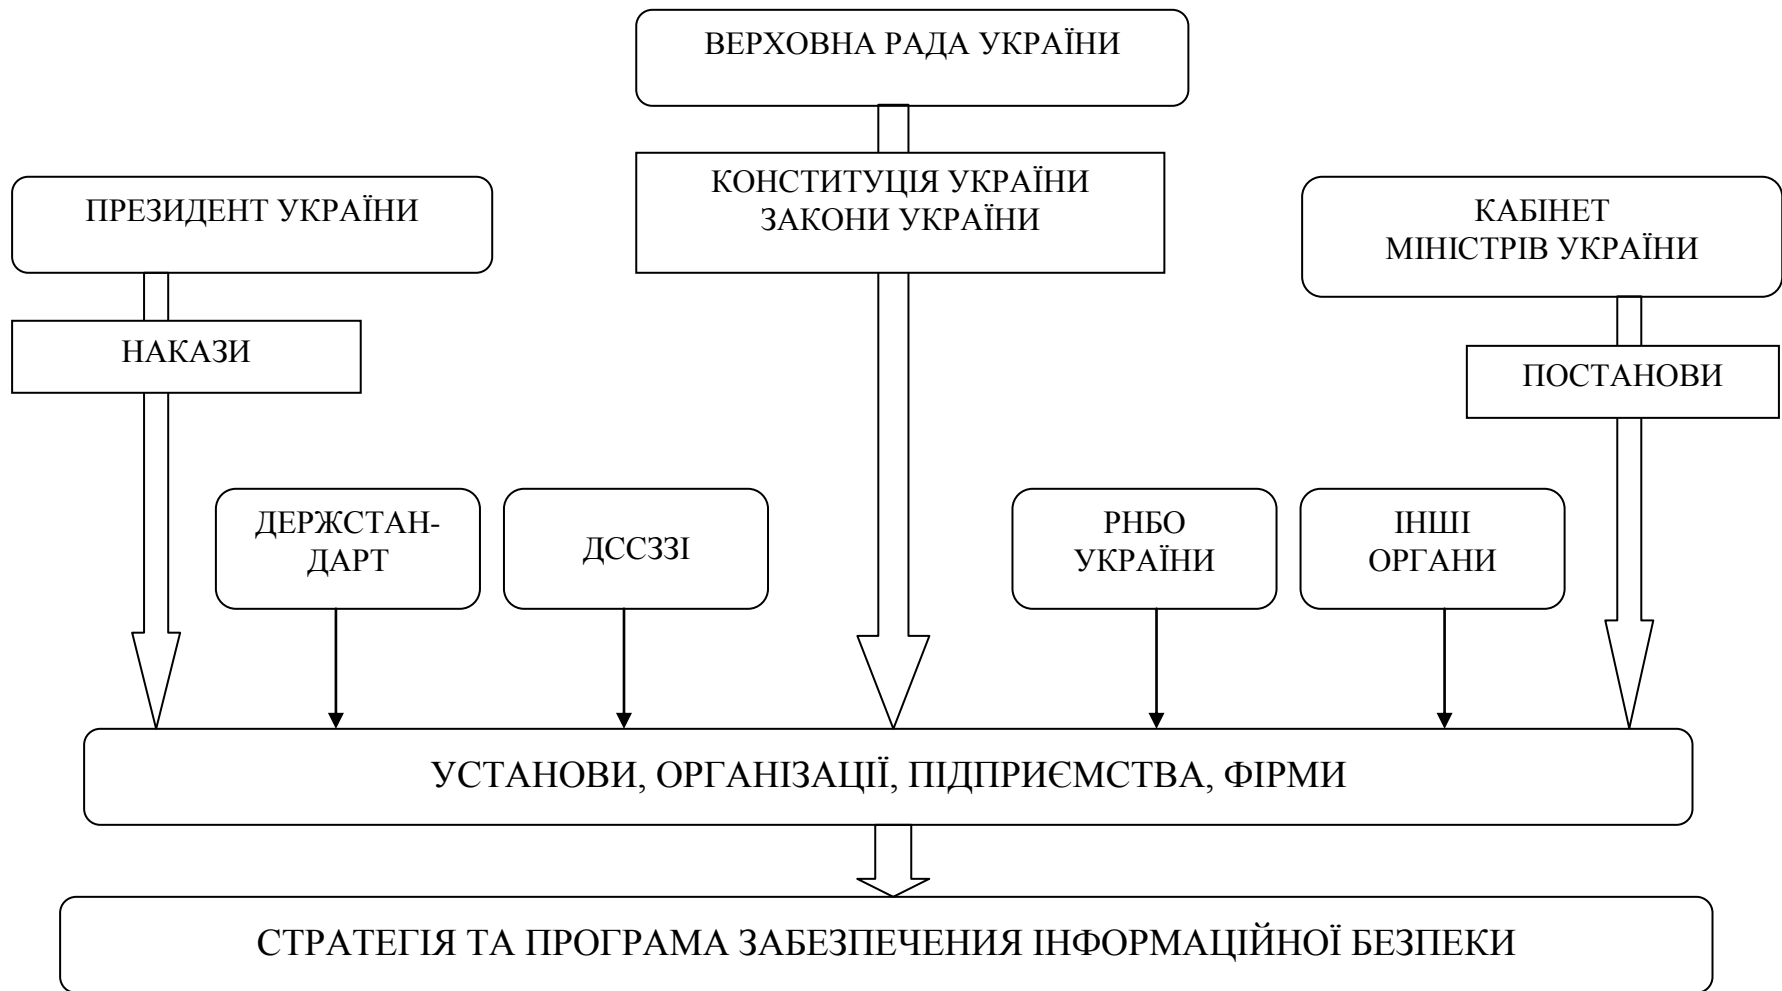 ВЕРХОВНА РАДА УКРАЇНИ
КОНСТИТУЦІЯ УКРАЇНИ
ЗАКОНИ УКРАЇНИ
ПРЕЗИДЕНТ УКРАЇНИ
КАБІНЕТ
МІНІСТРІВ УКРАЇНИ
НАКАЗИ
ПОСТАНОВИ
ДЕРЖСТАН-
ДАРТ
ДССЗЗІ
РНБО
УКРАЇНИ
ІНШІ
ОРГАНИ
УСТАНОВИ, ОРГАНІЗАЦІЇ, ПІДПРИЄМСТВА, ФІРМИ
СТРАТЕГІЯ ТА ПРОГРАМА ЗАБЕЗПЕЧЕННЯ ІНФОРМАЦІЙНОЇ БЕЗПЕКИ